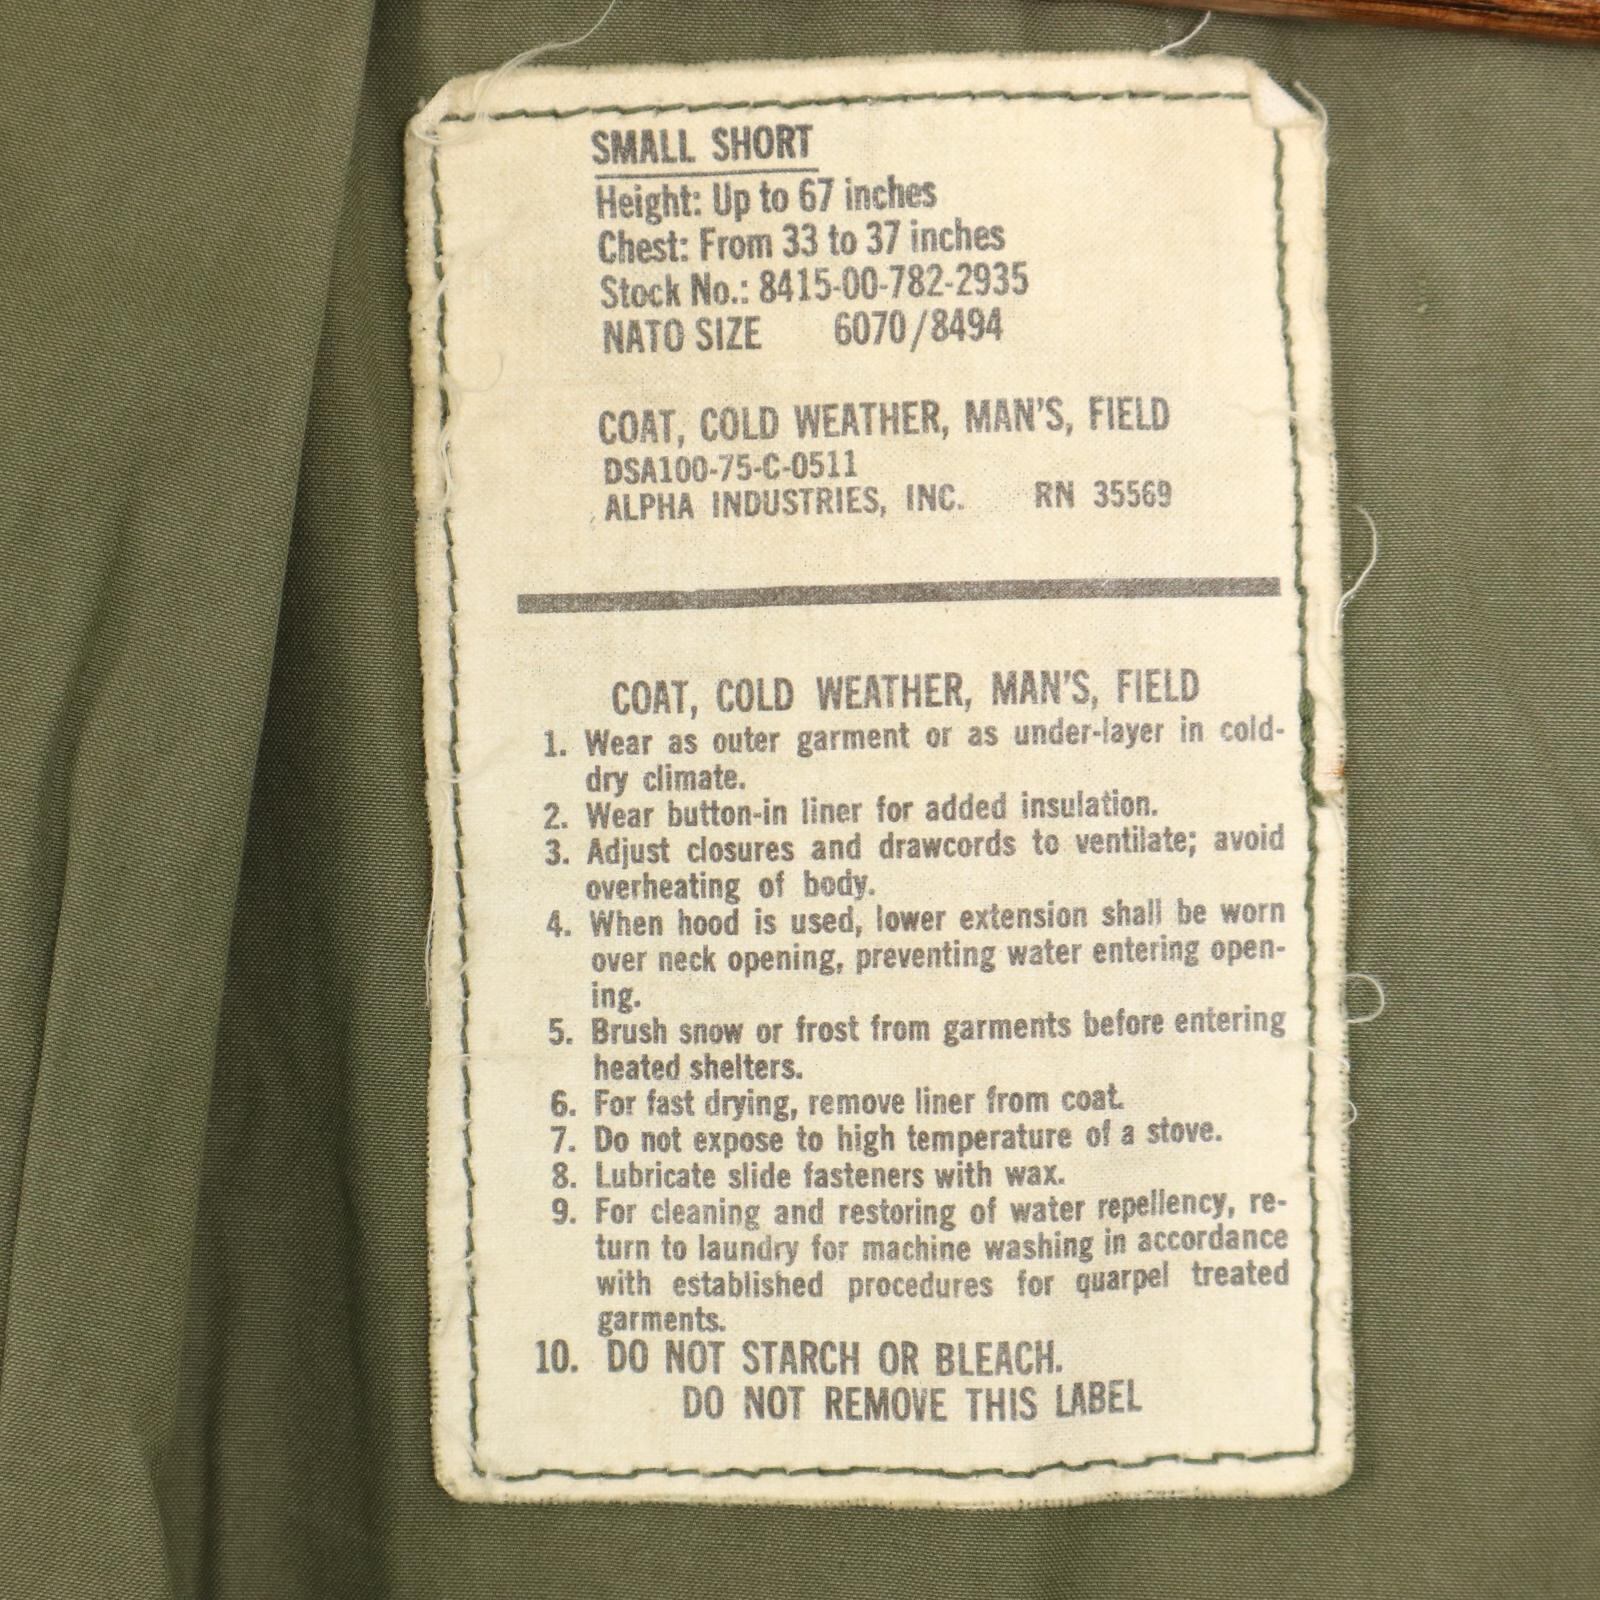 SMALL SHORT
Height: Up to 67 inches
Chest: From 33 to 37 inches
Stock No.: 8415-00-782-2935
NATO SIZE 6070/8494
COAT, COLD WEATHER, MAN'S, FIELD
DSA100-75-C-0511
ALPHA INDUSTRIES, INC. RN 35569
COAT, COLD WEATHER, MAN'S, FIELD
1. Wear as outer garment or as under-layer in cold-
dry climate.
2. Wear button-in liner for added insulation.
3. Adjust closures and drawcords to ventilate; avoid
overheating of body.
4. When hood is used, lower extension shall be worn
over neck opening, preventing water entering open-
ing.
5. Brush snow or frost from garments before entering
heated shelters.
6. For fast drying, remove liner from coat.
7. Do not expose to high temperature of a stove.
8. Lubricate slide fasteners with wax.
9. For cleaning and restoring of water repellency, re-
turn to laundry for machine washing in accordance
with established procedures for quarpel treated
garments.
10. DO NOT STARCH OR BLEACH.
DO NOT REMOVE THIS LABEL